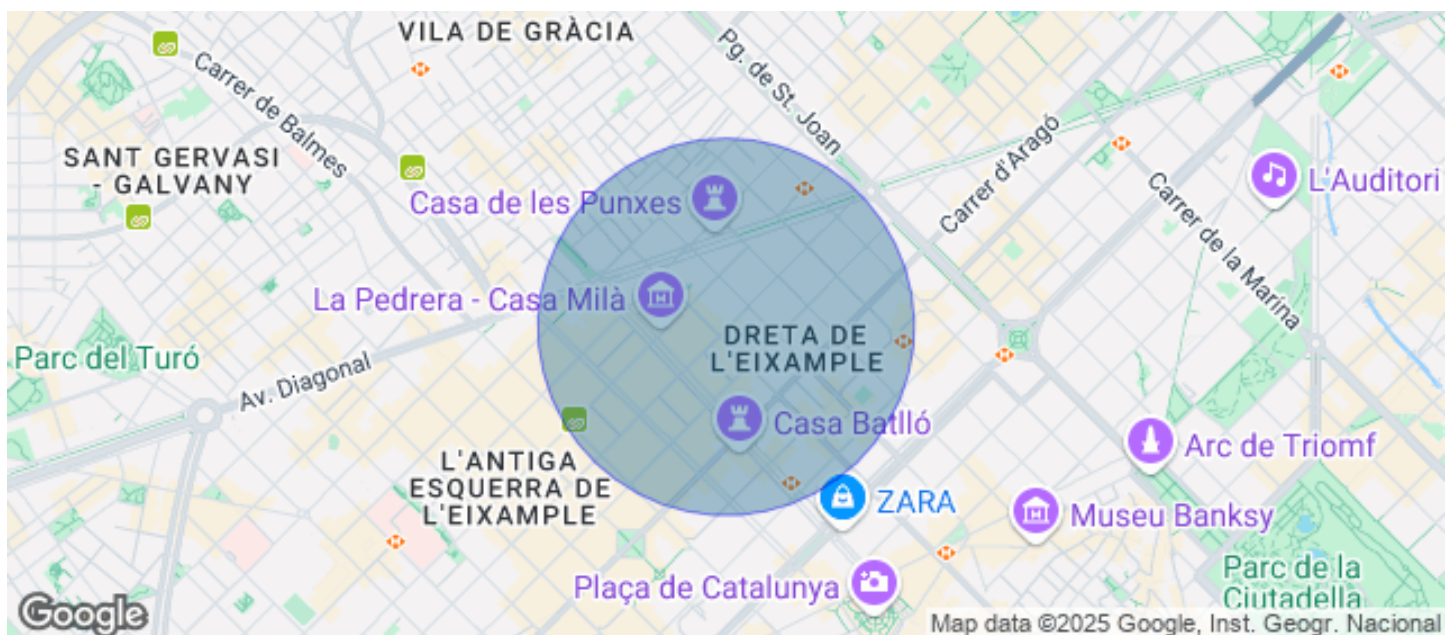 VILA DE GRÀCIA
Carrer de Balmes
Pg. de St. Joan
SANT GERVASI
- GALVANY
Casa de les Punxes
Carrer d'Aragó
L'Auditori
Carrer de la Marina
La Pedrera - Casa Milà
DRETA DE
L'EIXAMPLE
Parc del Turó
Av. Diagonal
Casa Batlló
Arc de Triomf
L'ANTIGA
ESQUERRA DE
L'EIXAMPLE
ZARA
Museu Banksy
Plaça de Catalunya
Parc de la
Ciutadella
Google
Map data ©2025 Google, Inst. Geogr. Nacional